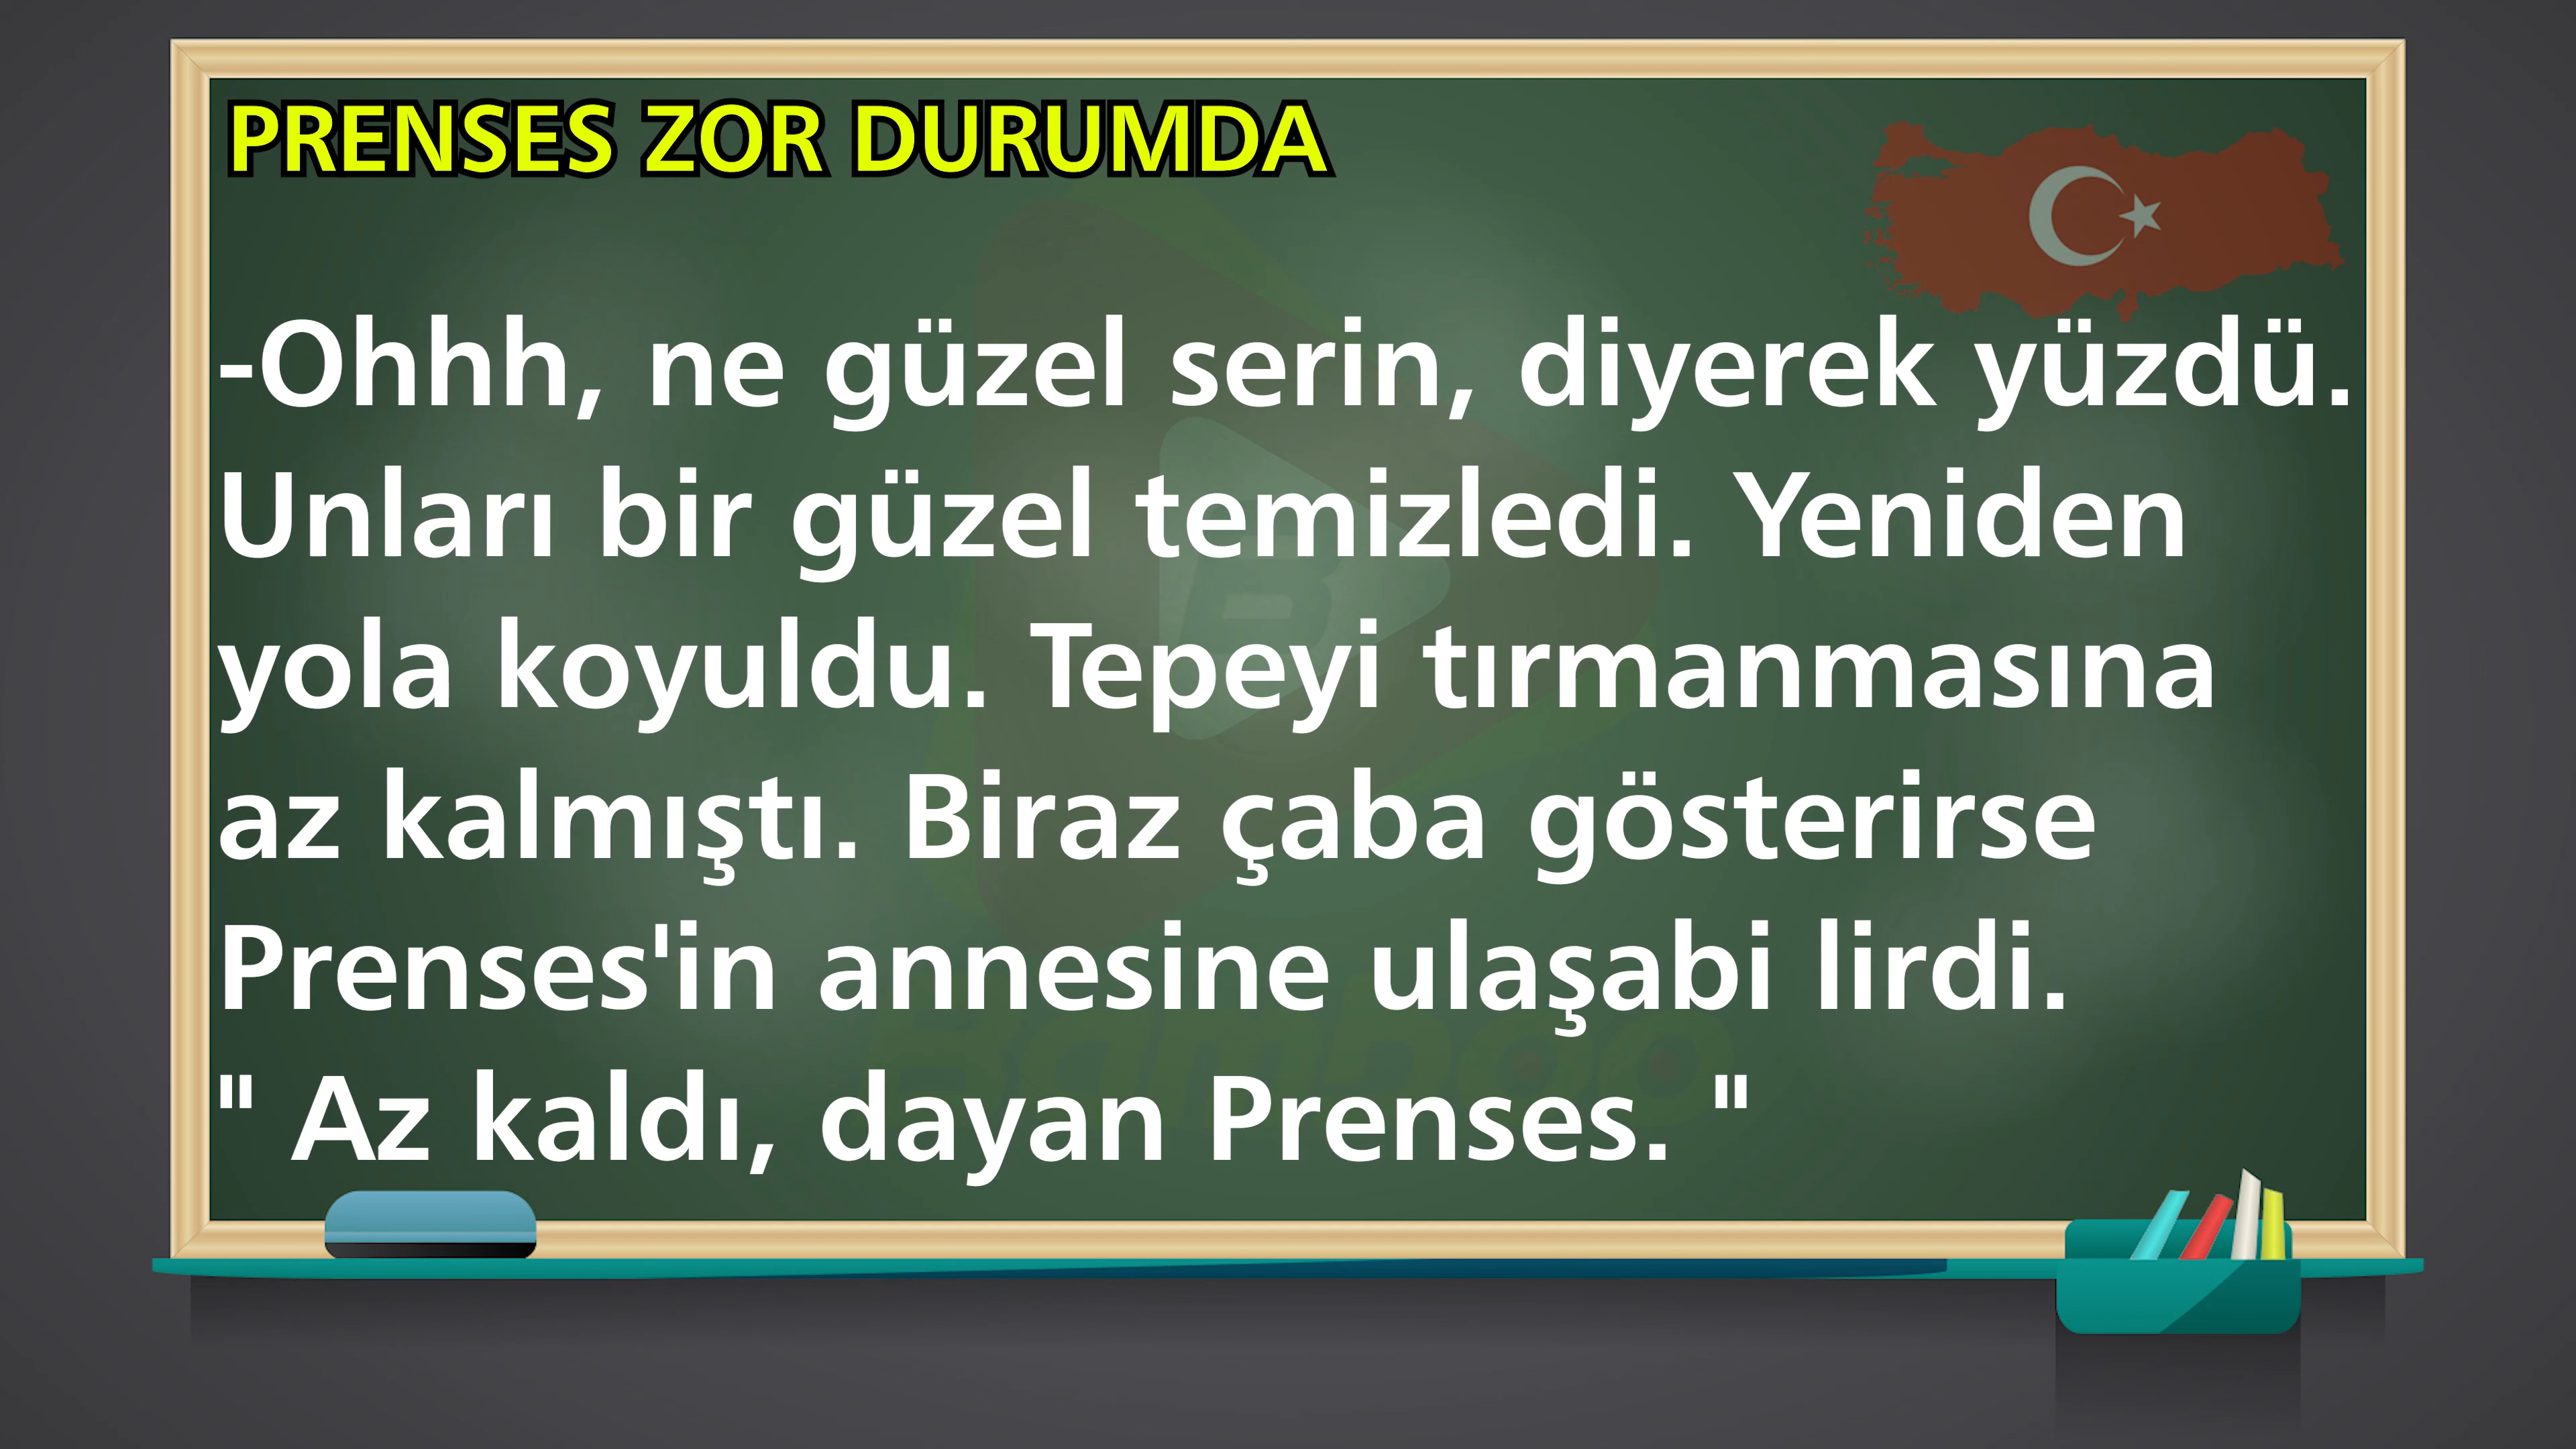 PRENSES ZOR DURUMDA
-Ohhh, ne güzel serin, diyerek yüzdü.
Unları bir güzel temizledi. Yeniden
yola koyuldu. Tepeyi tırmanmasına
az kalmıştı. Biraz çaba gösterirse
Prenses'in annesine ulaşabi lirdi.
" Az kaldı, dayan Prenses. "